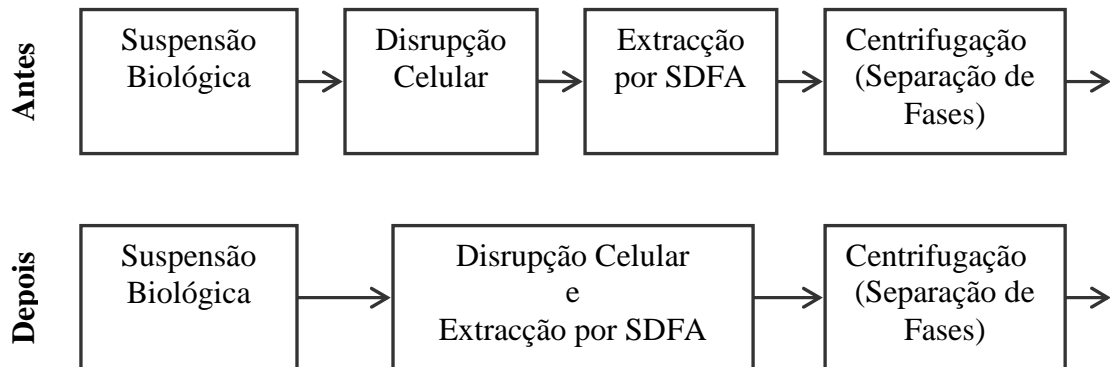 Antes
Suspensão
Biológica
Disrupção
Celular
Extracção
por SDFA
Centrifugação
(Separação de
Fases)
Depois
Suspensão
Biológica
Disrupção Celular
e
Extracção por SDFA
Centrifugação
(Separação de
Fases)